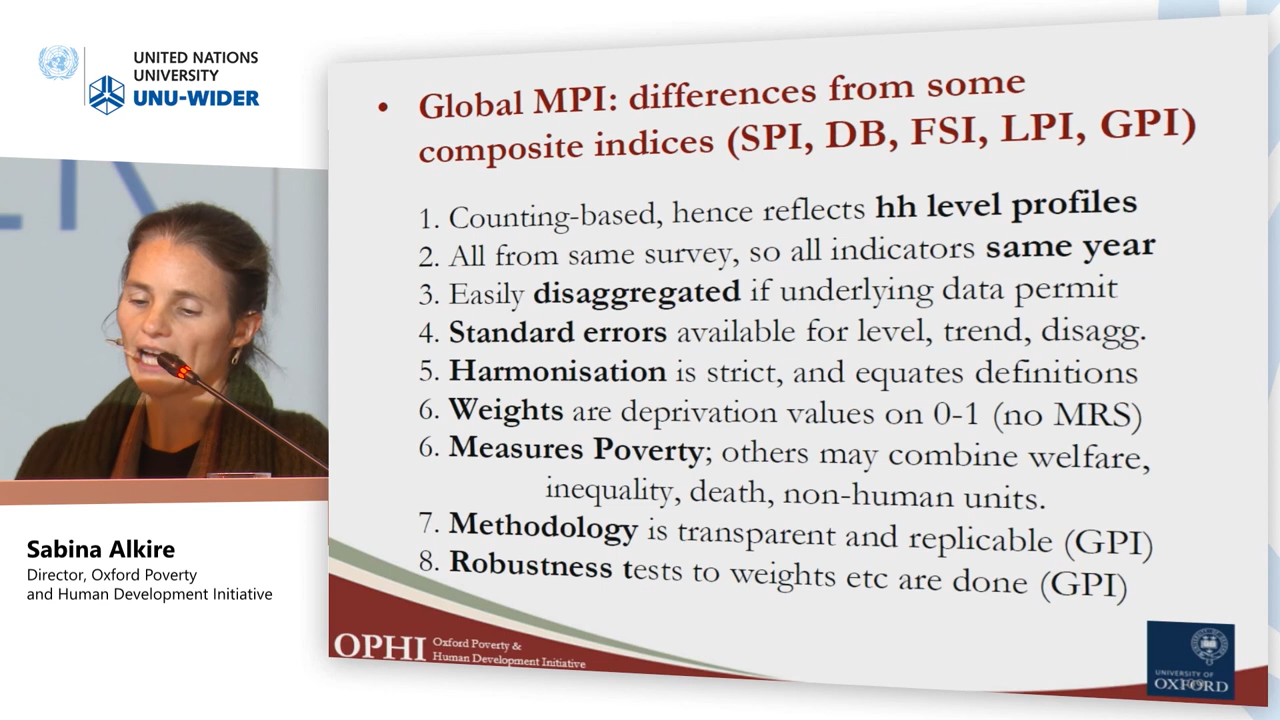 UNITED NATIONS
UNIVERSITY
UNU-WIDER
• Global MPI: differences from some
composite indices (SPI, DB, FSI, LPI, GPI)
1. Counting-based, hence reflects hh level profiles
2. All from same survey, so all indicators same year
3. Easily disaggregated if underlying data permit
4. Standard errors available for level, trend, disagg.
5. Harmonisation is strict, and equates definitions
6. Weights are deprivation values on 0-1 (no MRS)
6. Measures Poverty; others may combine welfare,
inequality, death, non-human units.
7. Methodology is transparent and replicable (GPI)
8. Robustness tests to weights etc are done (GPI)
Sabina Alkire
Director, Oxford Poverty
and Human Development Initiative
OPHI
Oxford Poverty &
Human Development Initiative
UNIVERSITY OF
OXFORD